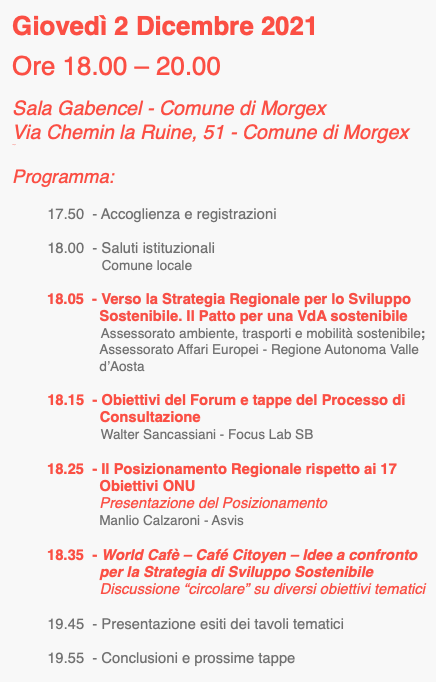 Giovedì 2 Dicembre 2021
Ore 18.00 – 20.00
Sala Gabencel - Comune di Morgex
Via Chemin la Ruine, 51 - Comune di Morgex
Programma:
17.50 - Accoglienza e registrazioni
18.00 - Saluti istituzionali
Comune locale
18.05 - Verso la Strategia Regionale per lo Sviluppo
Sostenibile. Il Patto per una VdA sostenibile
Assessorato ambiente, trasporti e mobilità sostenibile;
Assessorato Affari Europei - Regione Autonoma Valle
d’Aosta
18.15 - Obiettivi del Forum e tappe del Processo di
Consultazione
Walter Sancassiani - Focus Lab SB
18.25 - Il Posizionamento Regionale rispetto ai 17
Obiettivi ONU
Presentazione del Posizionamento
Manlio Calzaroni - Asvis
18.35 - World Cafè – Café Citoyen – Idee a confronto
per la Strategia di Sviluppo Sostenibile
Discussione “circolare” su diversi obiettivi tematici
19.45 - Presentazione esiti dei tavoli tematici
19.55 - Conclusioni e prossime tappe